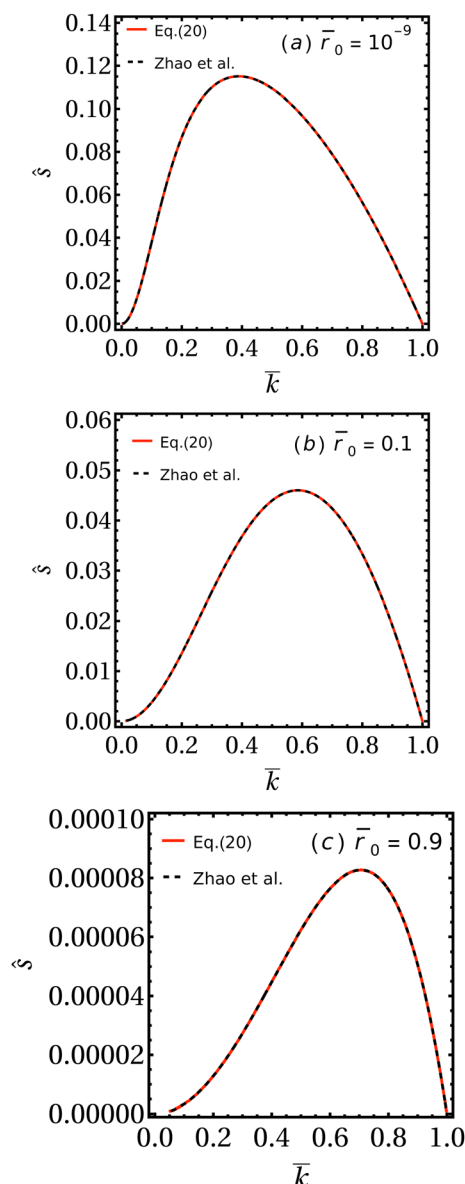 0.14
Eq.(20)
(a) r̄₀ = 10⁻⁹
0.12
Zhao et al.
0.10
0.08
ŝ
0.06
0.04
0.02
0.00
0.0 0.2 0.4 0.6 0.8 1.0
k̄
0.06
Eq.(20)
(b) r̄₀ = 0.1
0.05
Zhao et al.
0.04
ŝ
0.03
0.02
0.01
0.00
0.0 0.2 0.4 0.6 0.8 1.0
k̄
0.00010
Eq.(20)
(c) r̄₀ = 0.9
0.00008
Zhao et al.
0.00006
ŝ
0.00004
0.00002
0.00000
0.0 0.2 0.4 0.6 0.8 1.0
k̄